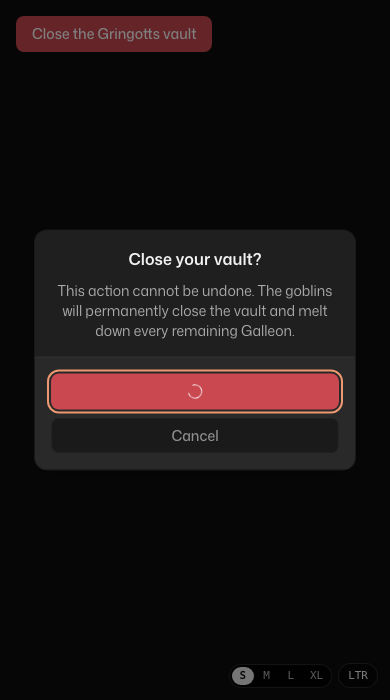 Close the Gringotts vault
Close your vault?
This action cannot be undone. The goblins
will permanently close the vault and melt
down every remaining Galleon.
Cancel
S M L XL LTR